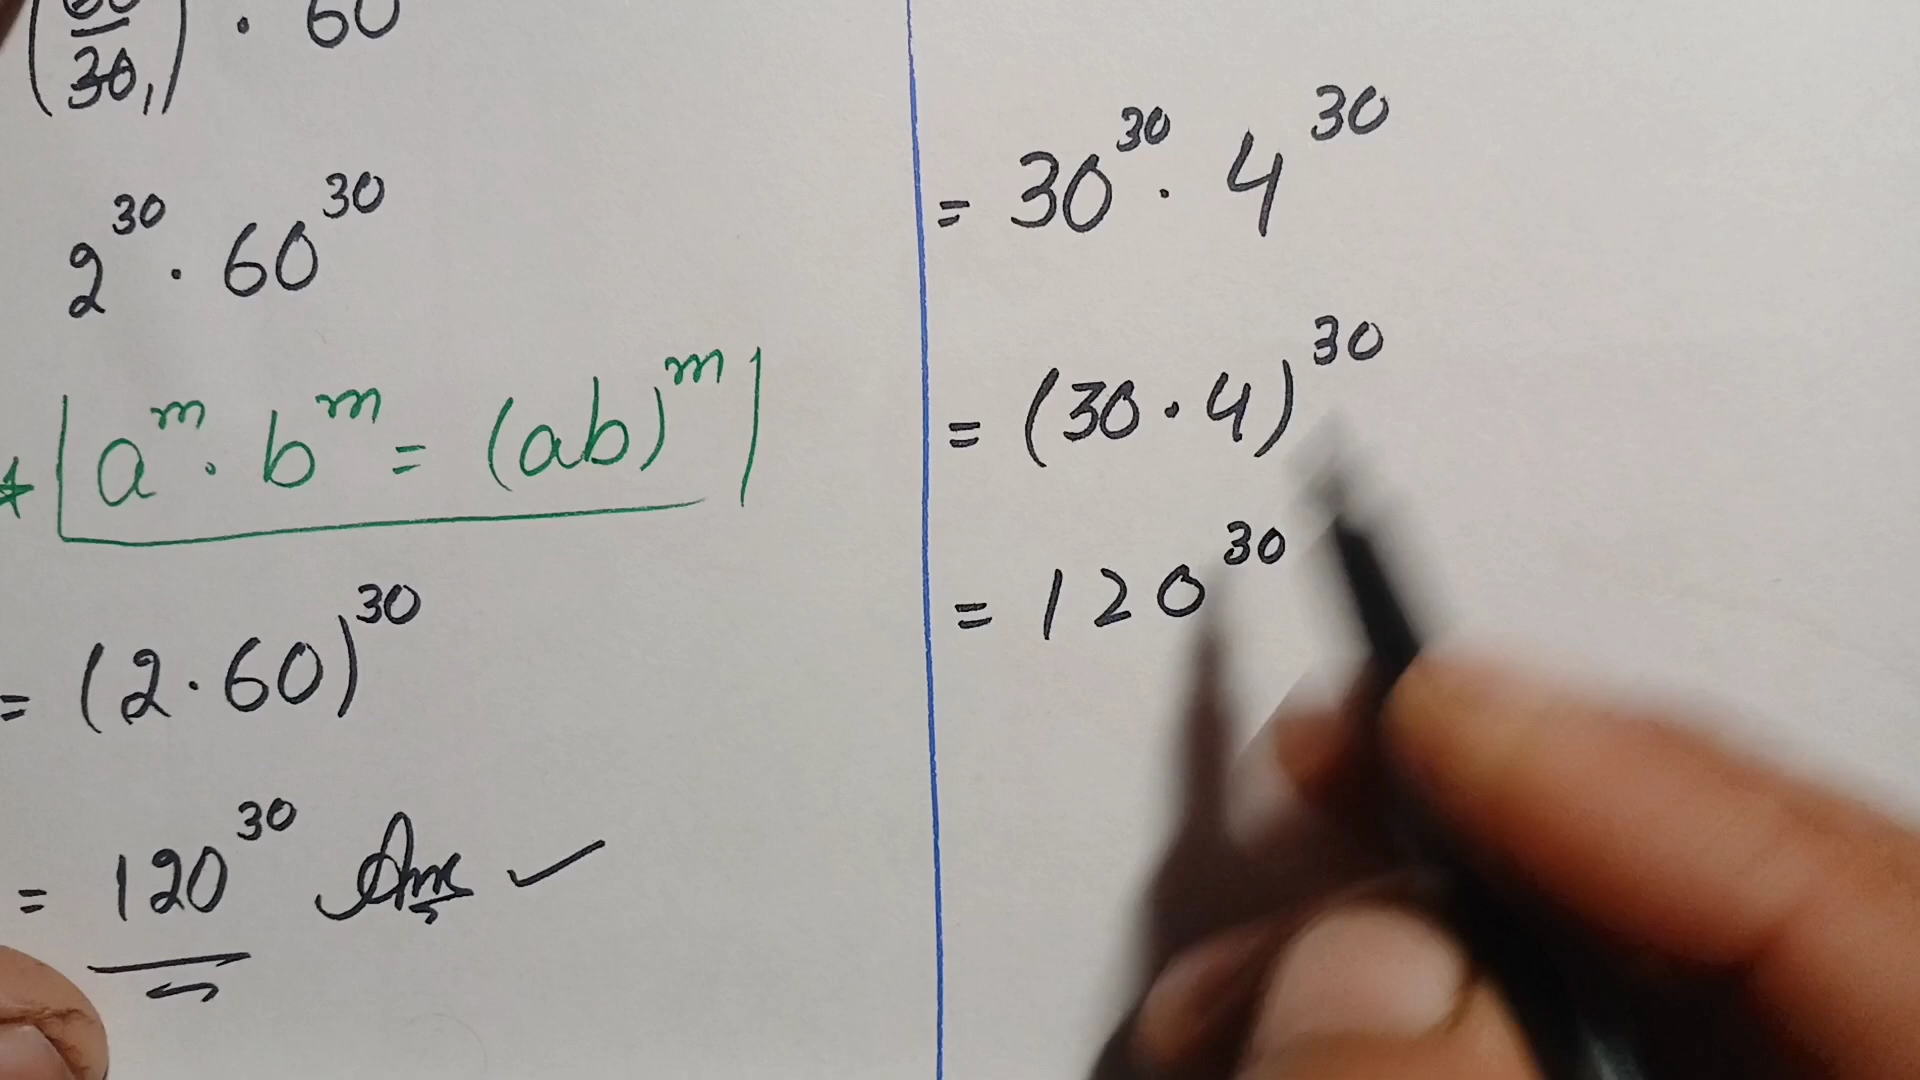 (60/30) · 60
2^30 · 60^30
* a^m · b^m = (ab)^m
= (2·60)^30
= 120^30 Ans ✓
= 30^30 · 4^30
= (30·4)^30
= 120^30